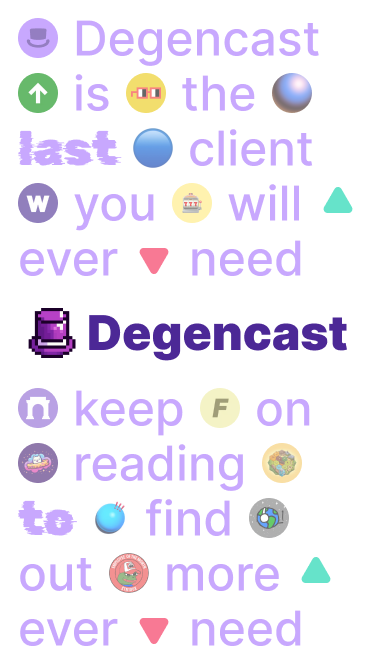 Degencast
is the
last client
W you will
ever need
Degencast
keep F on
reading
to find
out more
ever need